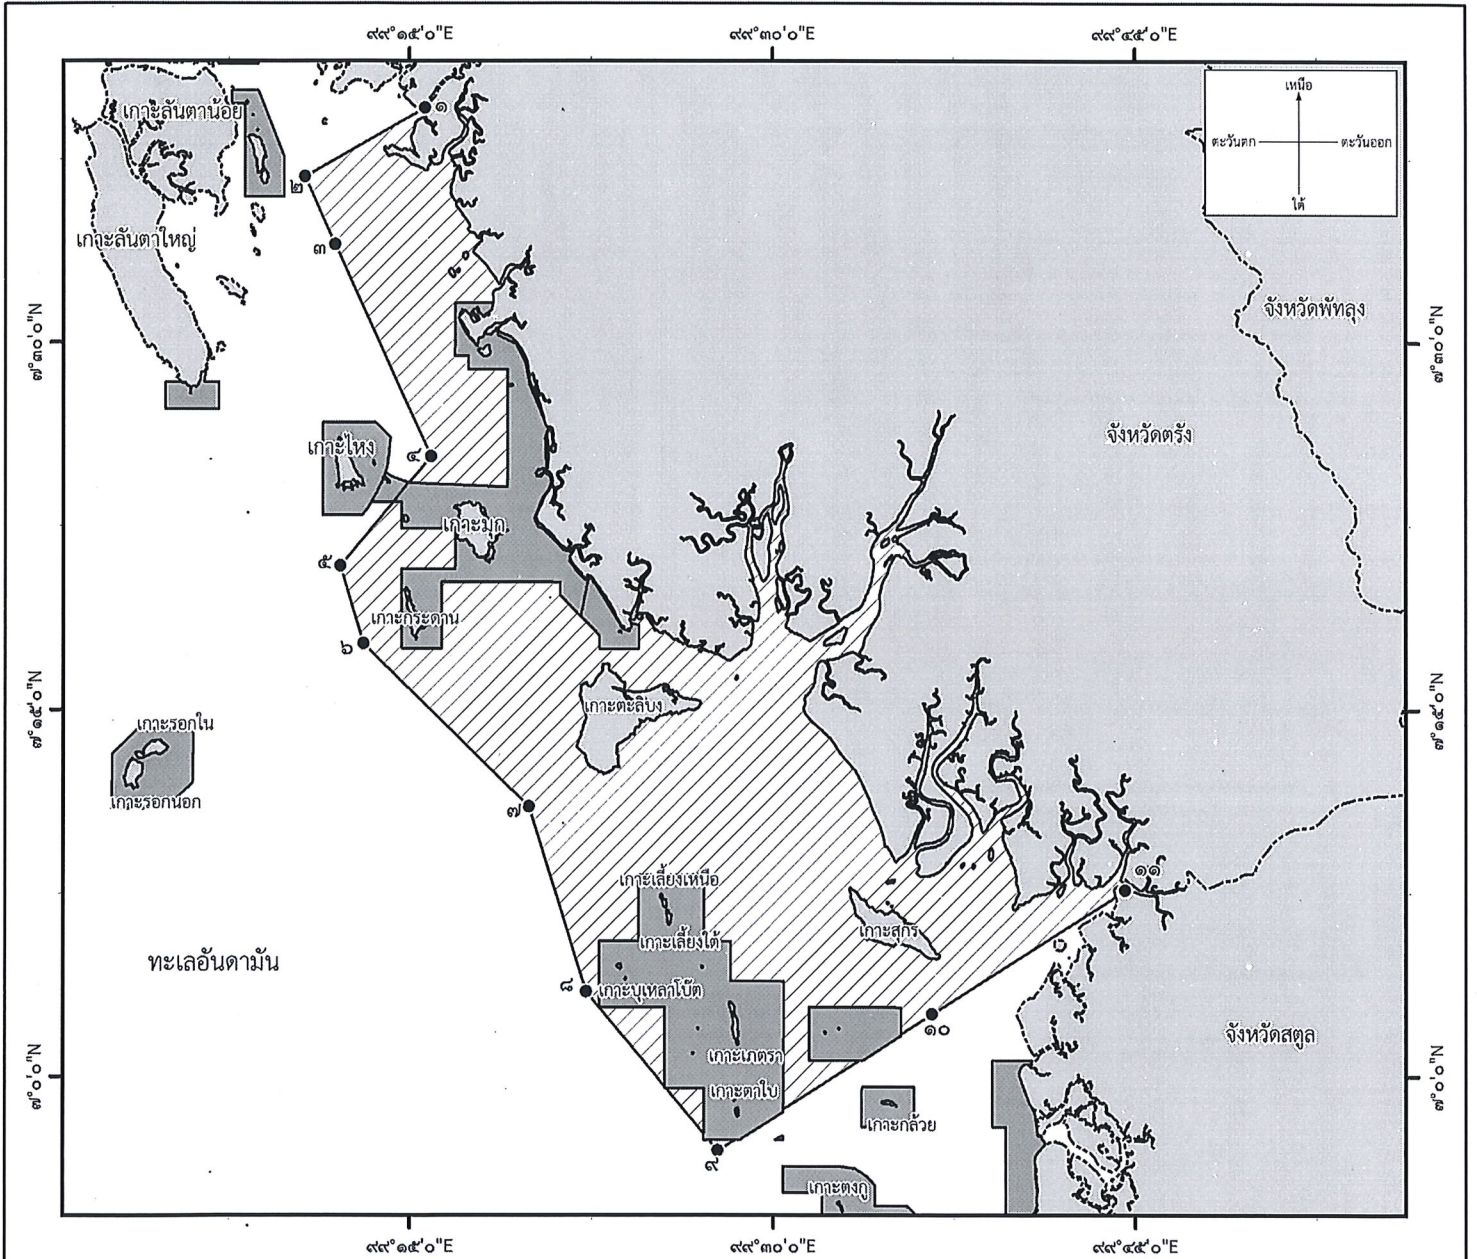 ๙๙°๑๕'๐"E
๙๙°๓๐'๐"E
๙๙°๔๕'๐"E
เหนือ
ตะวันตก
ตะวันออก
ใต้
เกาะลันตาน้อย
๑
๒
เกาะลันตาใหญ่
๓
จังหวัดพัทลุง
๗°๓๐'๐"N
๗°๓๐'๐"N
จังหวัดตรัง
เกาะไหง
๔
เกาะมุก
๕
เกาะกระดาน
๖
๗°๑๕'๐"N
๗°๑๕'๐"N
เกาะตะลิบง
เกาะรอกใน
เกาะรอกนอก
๗
๑๑
เกาะเลี้ยงเหนือ
เกาะสุกร
เกาะเลี้ยงใต้
ทะเลอันดามัน
๘
เกาะบุเหลาโบ๊ต
๑๐
จังหวัดสตูล
เกาะเภตรา
๗°๐'๐"N
๗°๐'๐"N
เกาะตาใบ
เกาะกล้วย
๙
เกาะตงกู
๙๙°๑๕'๐"E
๙๙°๓๐'๐"E
๙๙°๔๕'๐"E